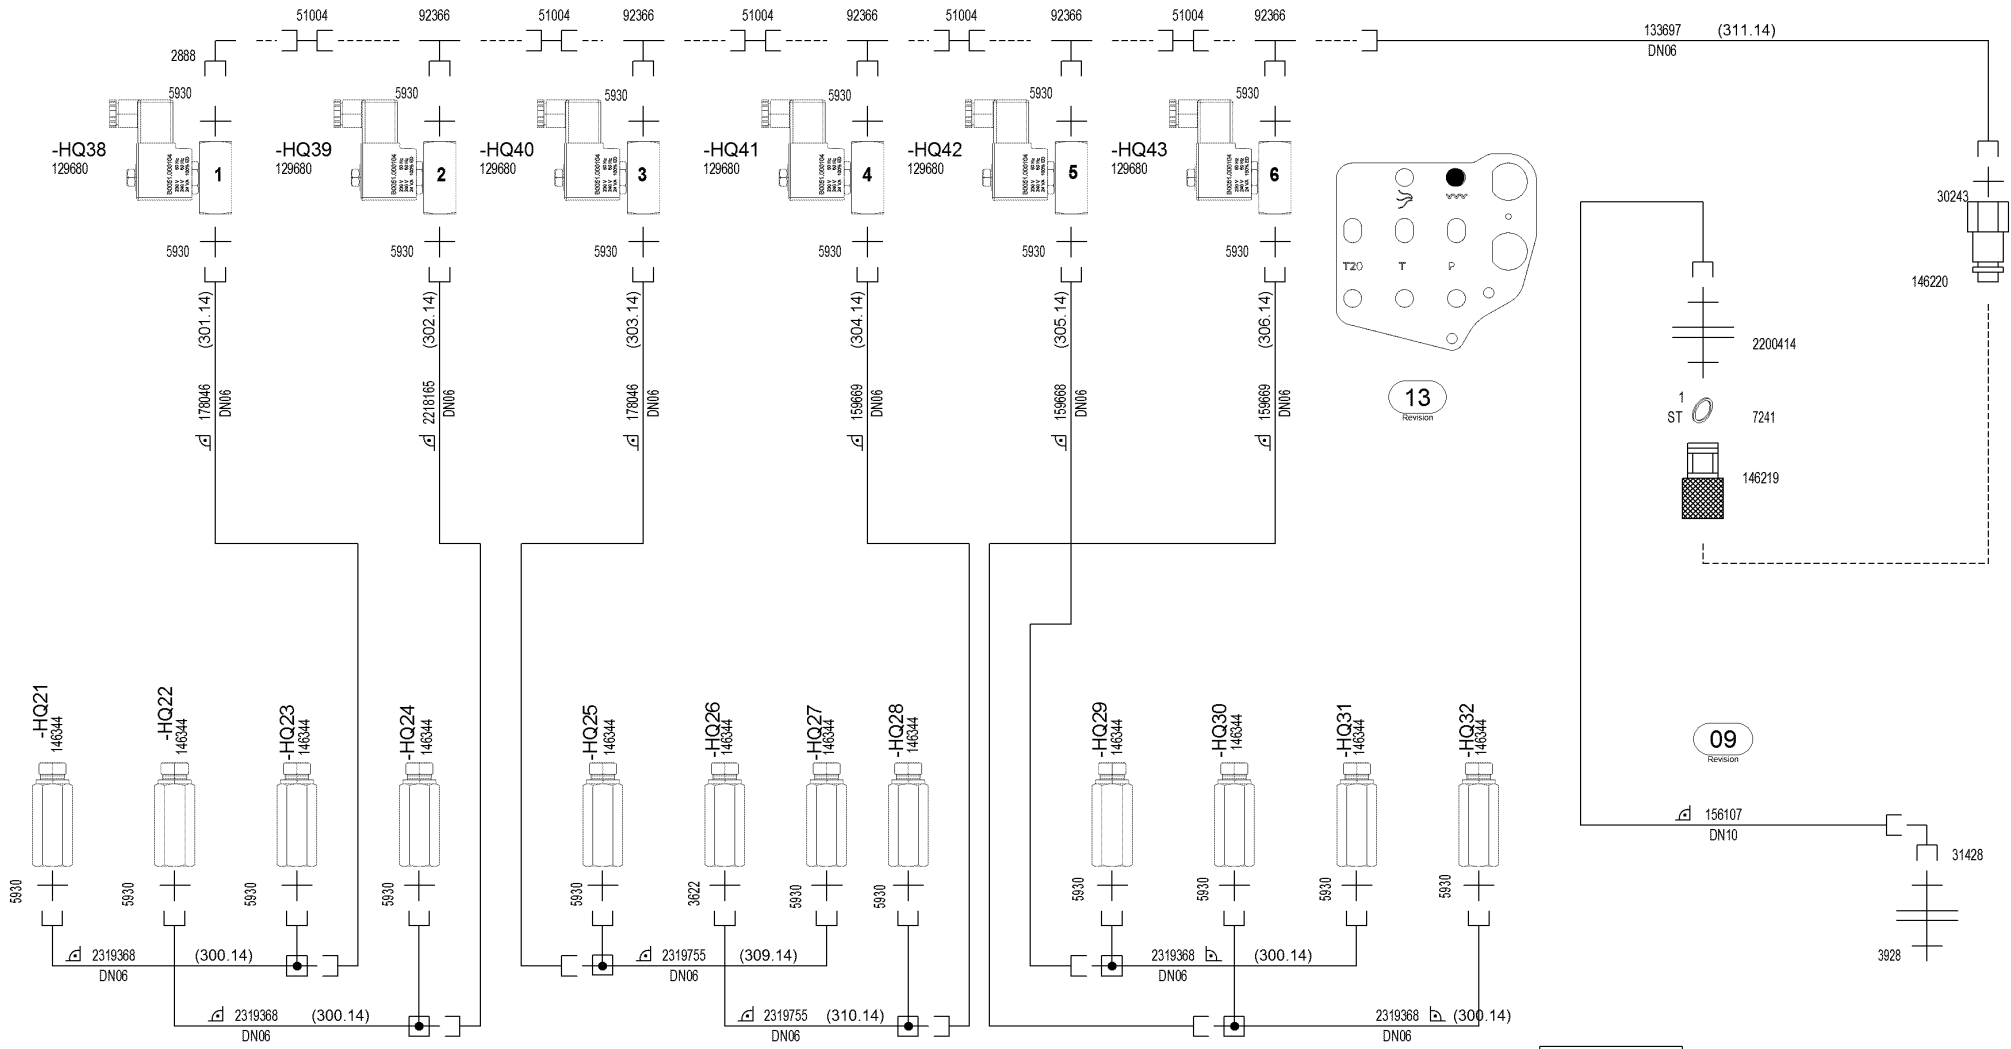 51004 92366 51004 92366 51004 92366 51004 92366 51004 92366
133697 (311.14)
DN06
2888
5930 5930 5930 5930 5930 5930
-HQ38 -HQ39 -HQ40 -HQ41 -HQ42 -HQ43
129680 129680 129680 129680 129680 129680
1 2 3 4 5 6
5930 5930 5930 5930 5930 5930
T20 T P
13
Revision
30243
146220
2200414
1
ST 7241
146219
(301.14) (302.14) (303.14) (304.14) (305.14) (306.14)
178046 2218165 178046 159669 159668 159669
DN06 DN06 DN06 DN06 DN06 DN06
-HQ21 -HQ22 -HQ23 -HQ24 -HQ25 -HQ26 -HQ27 -HQ28 -HQ29 -HQ30 -HQ31 -HQ32
146344 146344 146344 146344 146344 146344 146344 146344 146344 146344 146344 146344
09
Revision
156107
DN10
31428
3928
5930 5930 5930 5930 5930 3622 5930 5930 5930 5930 5930 5930
2319368 (300.14) 2319755 (309.14) 2319368 (300.14)
DN06 DN06 DN06
2319368 (300.14) 2319755 (310.14) 2319368 (300.14)
DN06 DN06 DN06